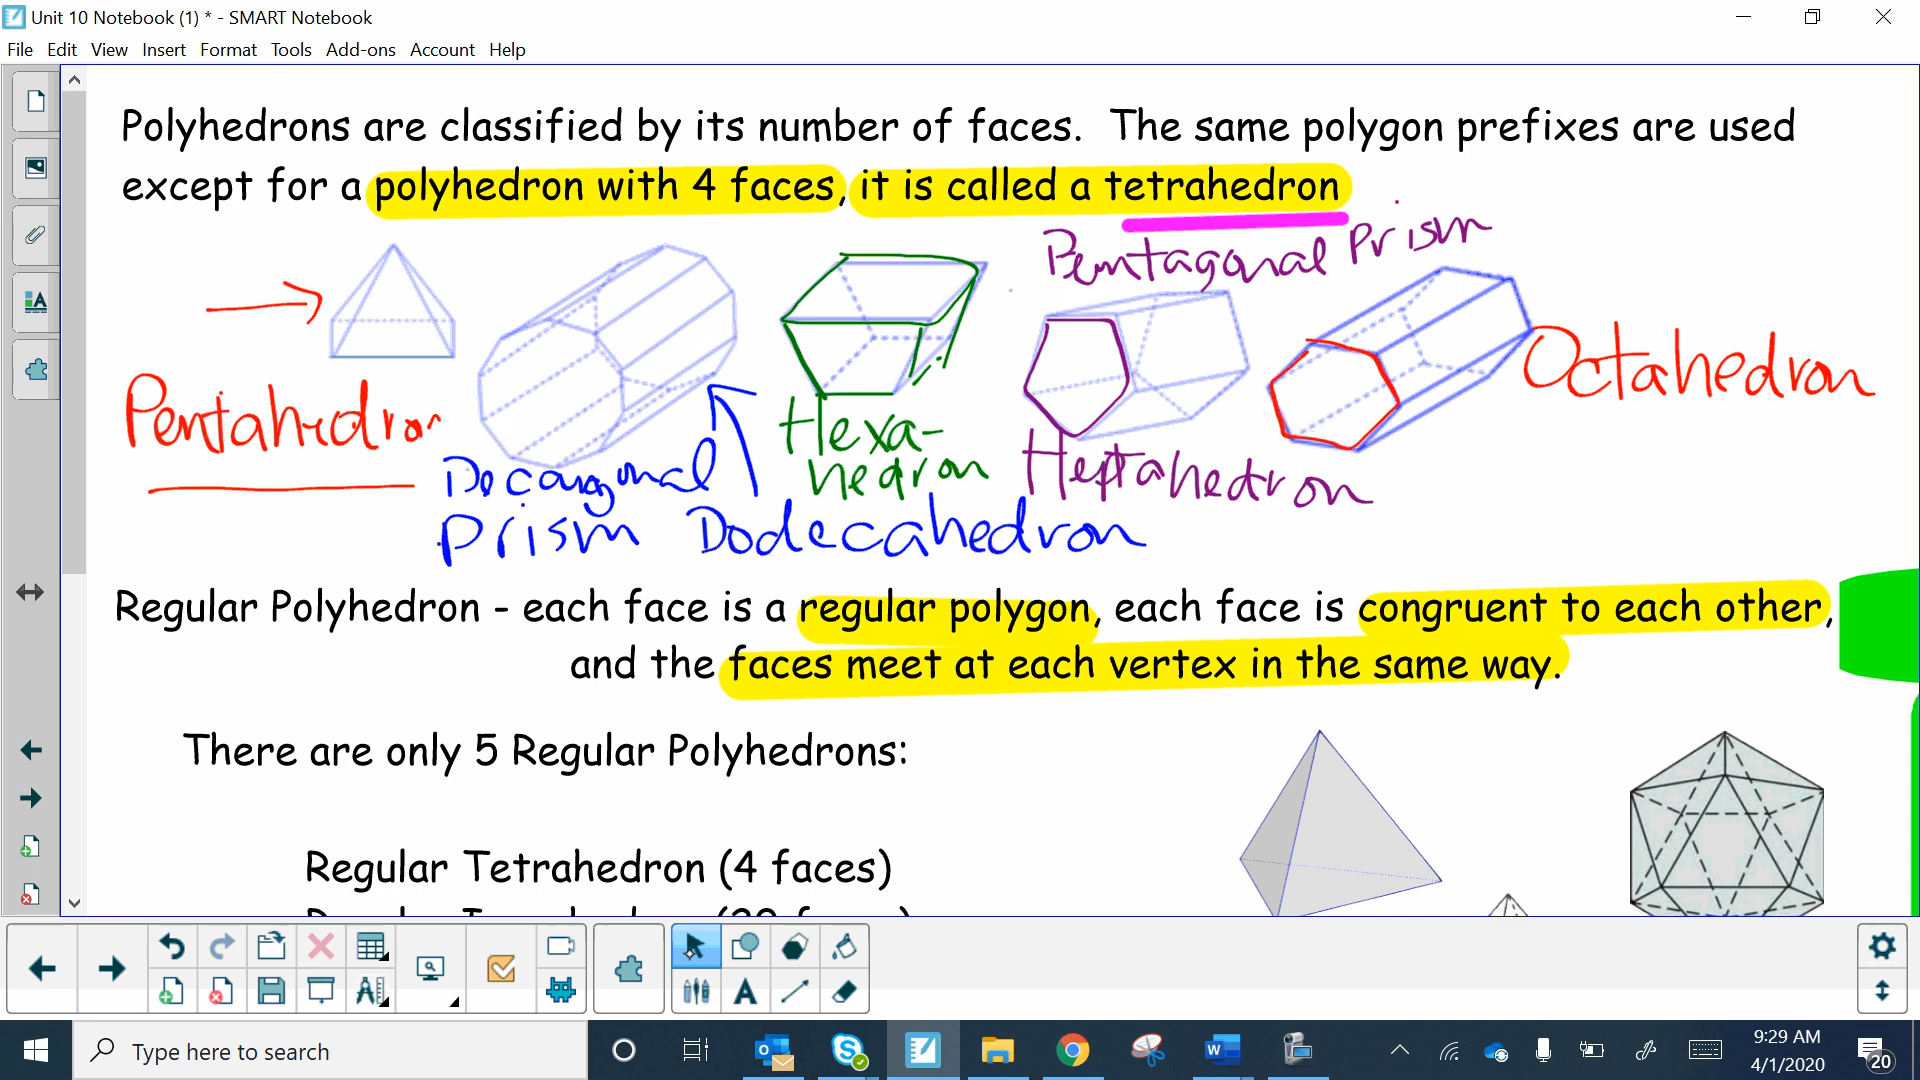 Unit 10 Notebook (1) * - SMART Notebook
File Edit View Insert Format Tools Add-ons Account Help
Polyhedrons are classified by its number of faces. The same polygon prefixes are used
except for a polyhedron with 4 faces, it is called a tetrahedron
Pentagonal Prism
Pentahedron
Octahedron
Hexa-
hedron
Heptahedron
Decagonal
Prism Dodecahedron
Regular Polyhedron - each face is a regular polygon, each face is congruent to each other,
and the faces meet at each vertex in the same way.
There are only 5 Regular Polyhedrons:
Regular Tetrahedron (4 faces)
Type here to search
9:29 AM
4/1/2020
20